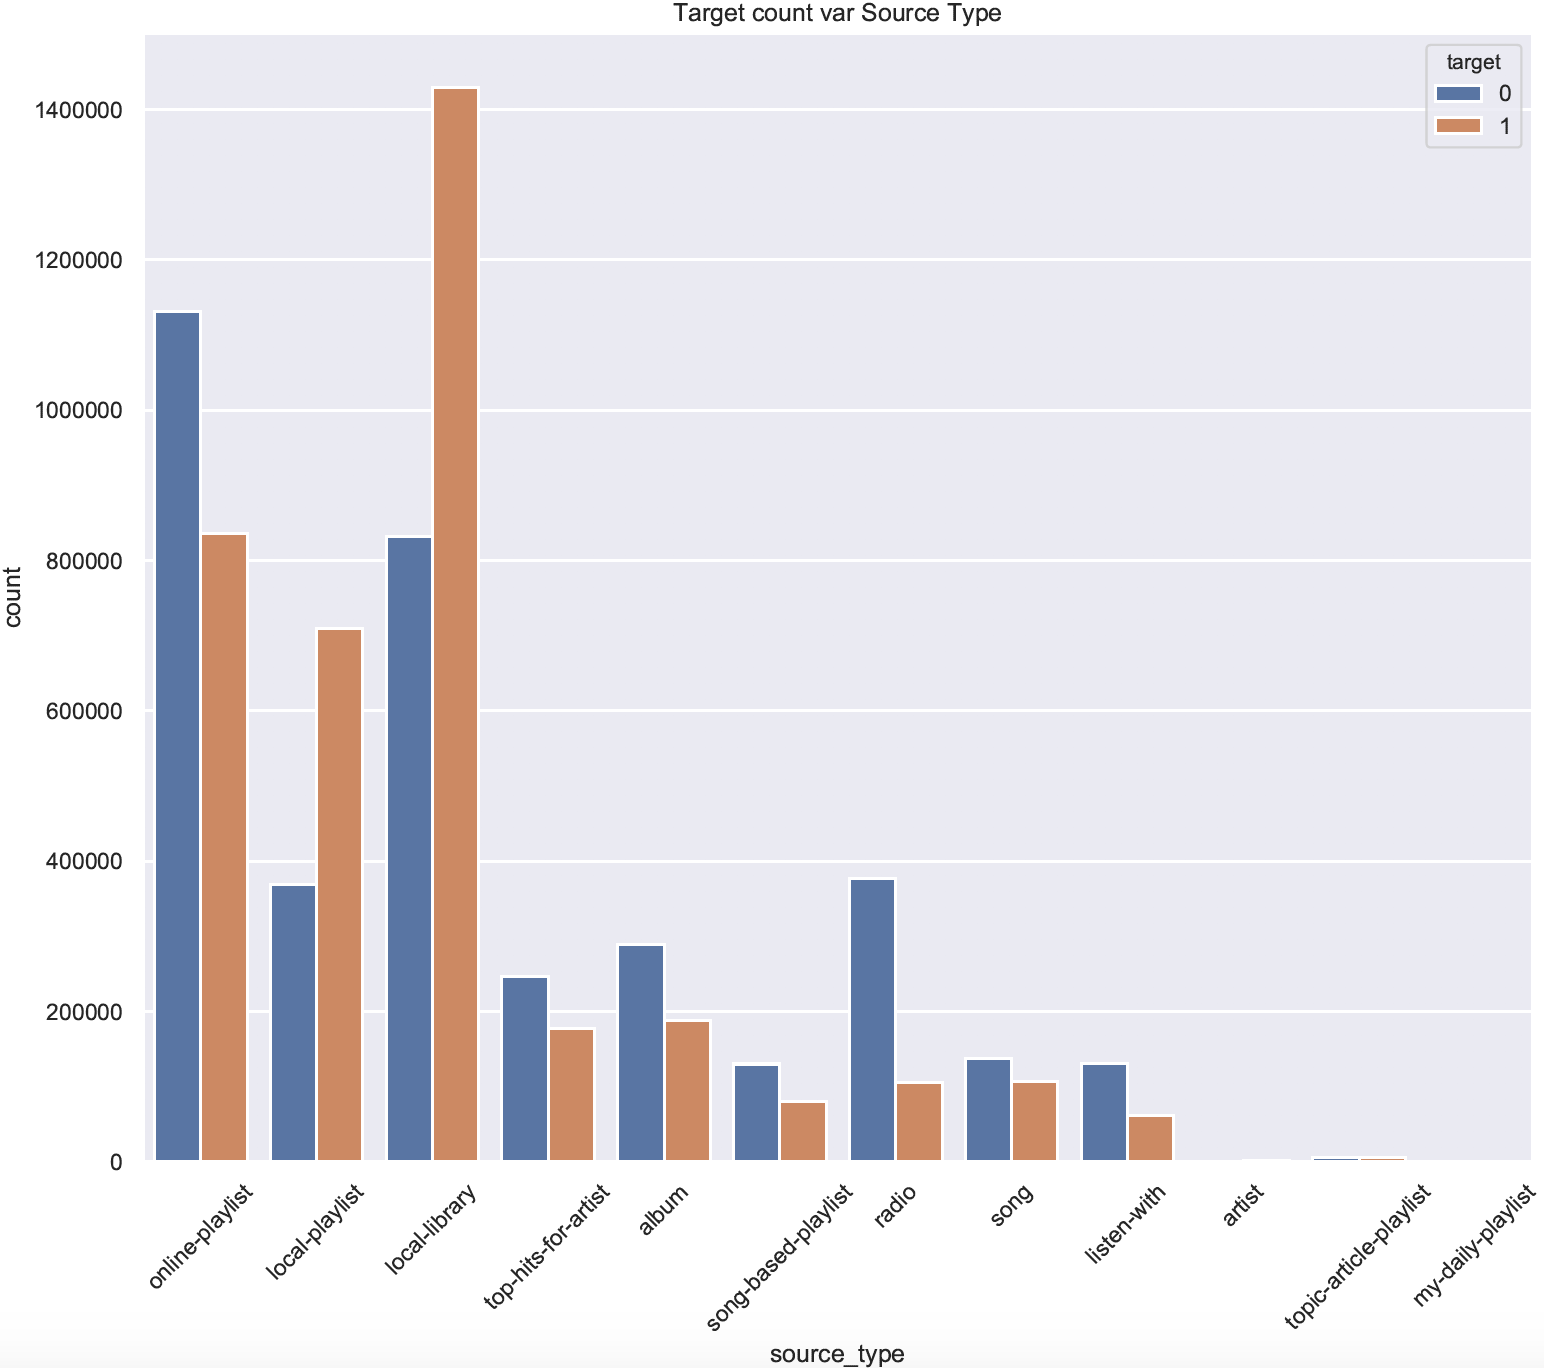 Target count var Source Type
target
0
1
1400000
1200000
1000000
800000
600000
400000
200000
0
count
online-playlist
local-playlist
local-library
top-hits-for-artist
album
song-based-playlist
radio
song
listen-with
artist
topic-article-playlist
my-daily-playlist
source_type